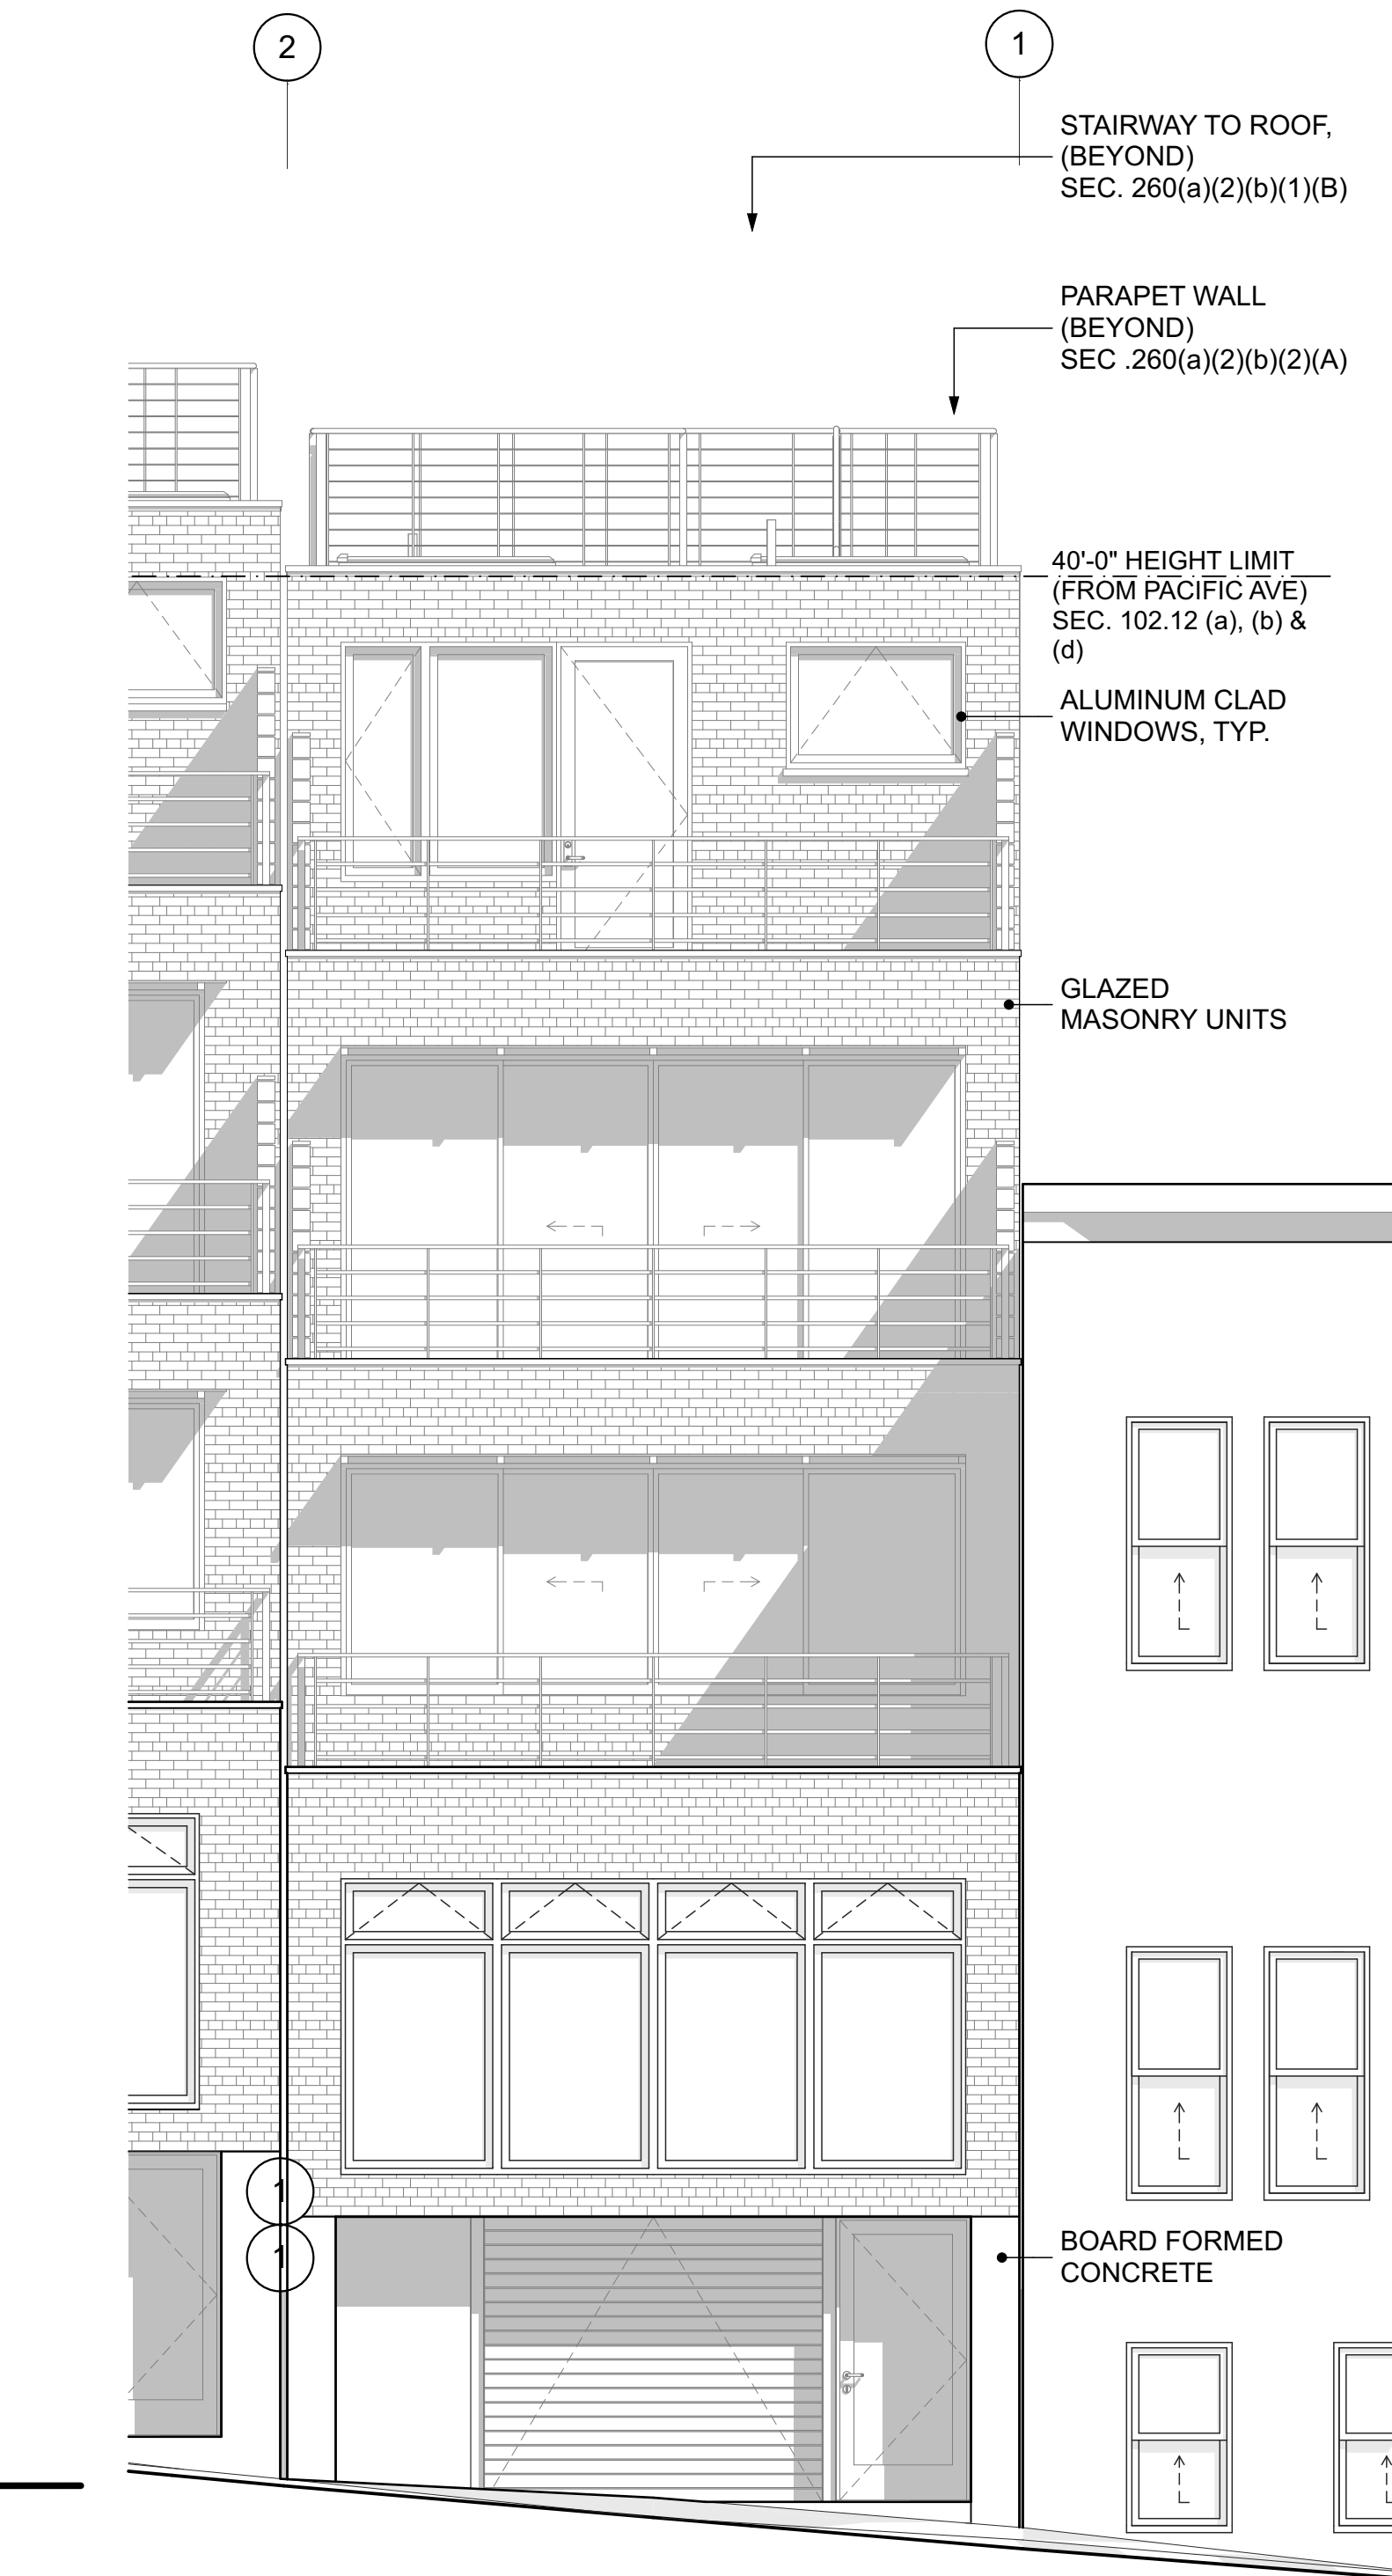 2
1
STAIRWAY TO ROOF,
(BEYOND)
SEC. 260(a)(2)(b)(1)(B)
PARAPET WALL
(BEYOND)
SEC .260(a)(2)(b)(2)(A)
40'-0" HEIGHT LIMIT
(FROM PACIFIC AVE)
SEC. 102.12 (a), (b) &
(d)
ALUMINUM CLAD
WINDOWS, TYP.
GLAZED
MASONRY UNITS
1
1
BOARD FORMED
CONCRETE